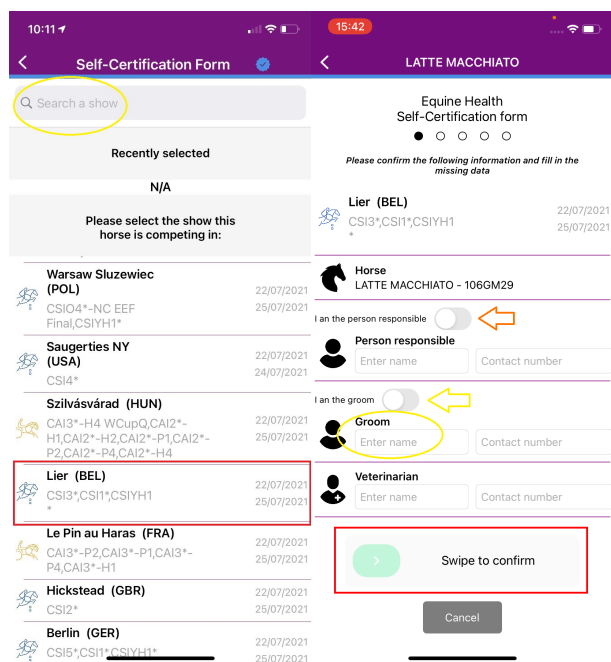 10:11
Self-Certification Form
Search a show
Recently selected
N/A
Please select the show this
horse is competing in:
Warsaw Sluzewiec
(POL)
CSIO4*-NC EEF
Final,CSIYH1*
22/07/2021
25/07/2021
Saugerties NY
(USA)
CSI4*
22/07/2021
24/07/2021
Szilvásvárad (HUN)
CAI3*-H4 WCupQ,CAI2*-
H1,CAI2*-H2,CAI2*-P1,CAI2*-
P2,CAI2*-P4,CAI2*-H4
22/07/2021
25/07/2021
Lier (BEL)
CSI3*,CSI1*,CSIYH1
*
22/07/2021
25/07/2021
Le Pin au Haras (FRA)
CAI3*-P2,CAI3*-P1,CAI3*-
P4,CAI3*-H1
22/07/2021
25/07/2021
Hickstead (GBR)
CSI2*
22/07/2021
25/07/2021
Berlin (GER)
CSI5*,CSI1*,CSIYH1*
22/07/2021
25/07/2021
15:42
LATTE MACCHIATO
Equine Health
Self-Certification form
Please confirm the following information and fill in the
missing data
Lier (BEL)
CSI3*,CSI1*,CSIYH1
*
22/07/2021
25/07/2021
Horse
LATTE MACCHIATO - 106GM29
I an the person responsible
Person responsible
Enter name
Contact number
I an the groom
Groom
Enter name
Contact number
Veterinarian
Enter name
Contact number
Swipe to confirm
Cancel